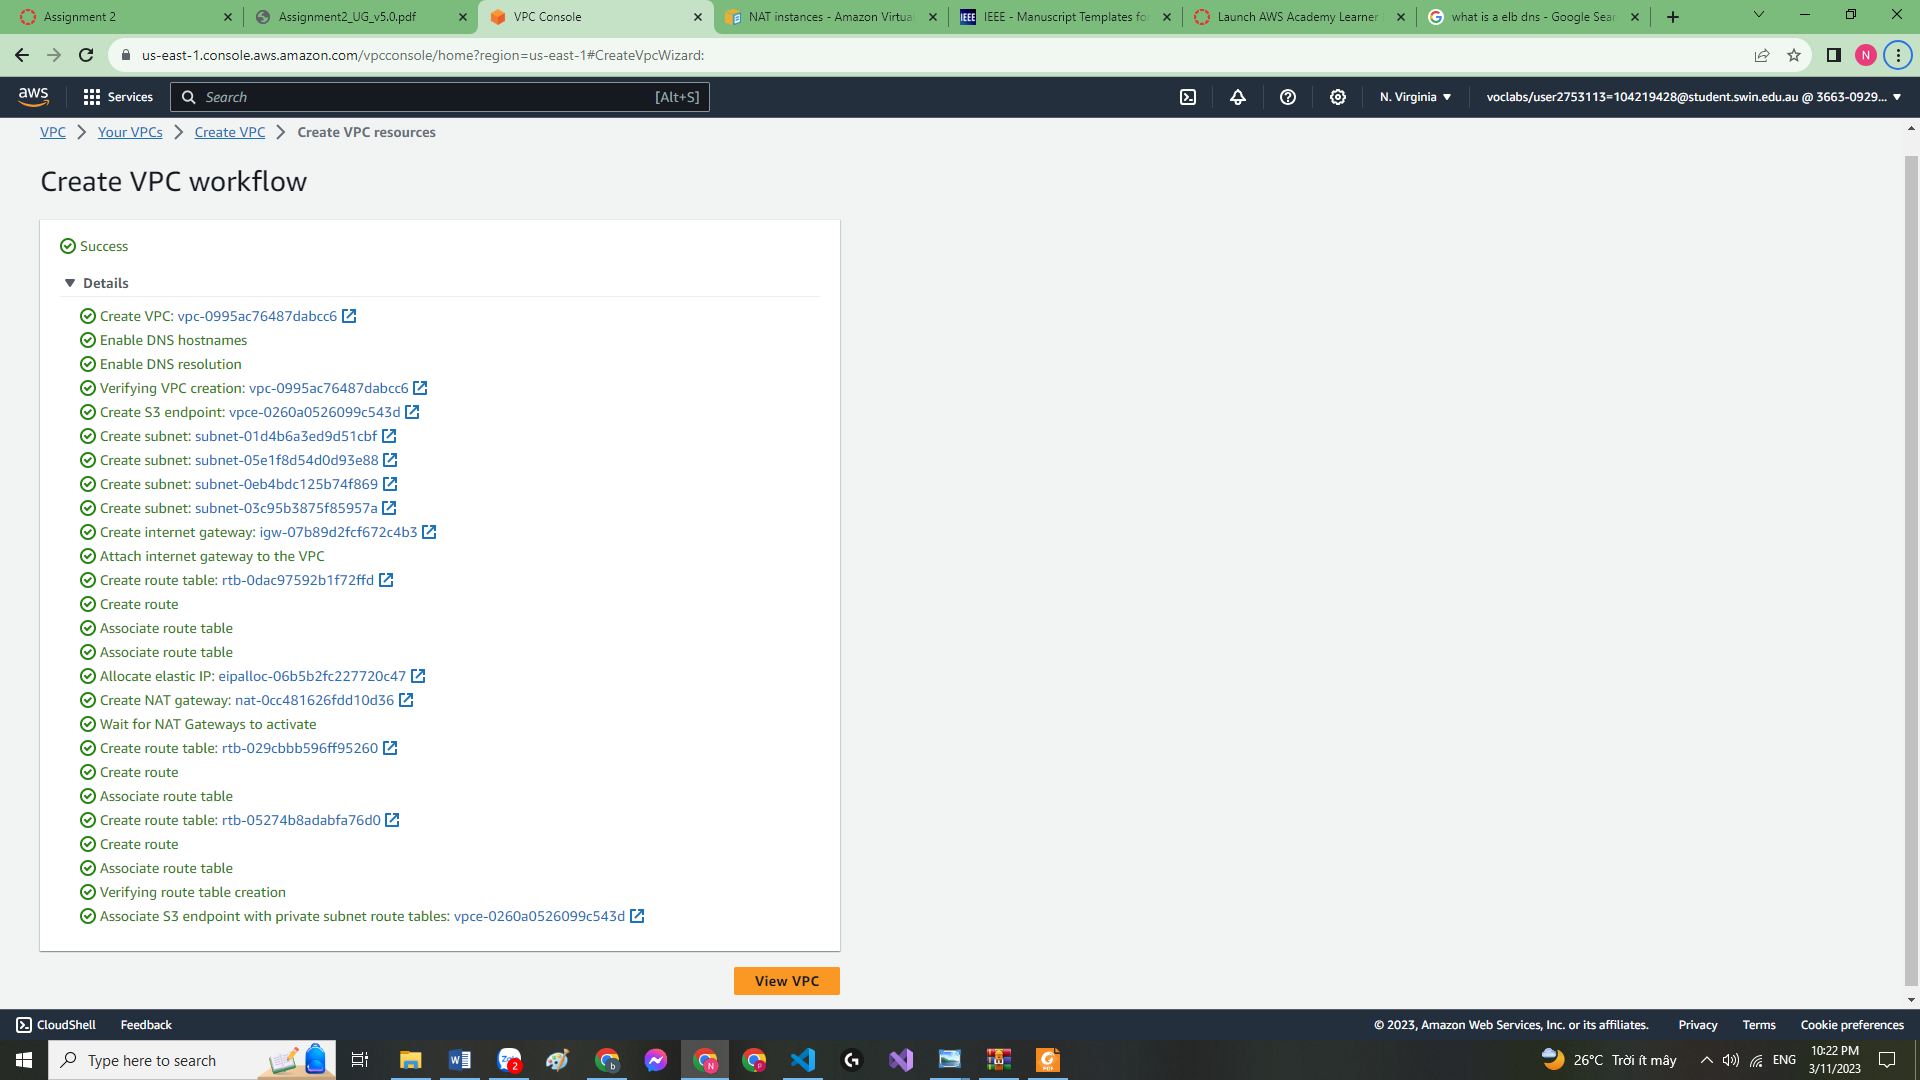 Assignment 2
Assignment2_UG_v5.0.pdf
VPC Console
NAT instances - Amazon Virtual
IEEE - Manuscript Templates for
Launch AWS Academy Learner
what is a elb dns - Google Sear
us-east-1.console.aws.amazon.com/vpcconsole/home?region=us-east-1#CreateVpcWizard:
N
aws
Services
Search
[Alt+S]
N. Virginia
voclabs/user2753113=104219428@student.swin.edu.au @ 3663-0929...
VPC
Your VPCs
Create VPC
Create VPC resources
Create VPC workflow
Success
Details
Create VPC: vpc-0995ac76487dabcc6
Enable DNS hostnames
Enable DNS resolution
Verifying VPC creation: vpc-0995ac76487dabcc6
Create S3 endpoint: vpce-0260a0526099c543d
Create subnet: subnet-01d4b6a3ed9d51cbf
Create subnet: subnet-05e1f8d54d0d93e88
Create subnet: subnet-0eb4bdc125b74f869
Create subnet: subnet-03c95b3875f85957a
Create internet gateway: igw-07b89d2fcf672c4b3
Attach internet gateway to the VPC
Create route table: rtb-0dac97592b1f72ffd
Create route
Associate route table
Associate route table
Allocate elastic IP: eipalloc-06b5b2fc227720c47
Create NAT gateway: nat-0cc481626fdd10d36
Wait for NAT Gateways to activate
Create route table: rtb-029cbbb596ff95260
Create route
Associate route table
Create route table: rtb-05274b8adabfa76d0
Create route
Associate route table
Verifying route table creation
Associate S3 endpoint with private subnet route tables: vpce-0260a0526099c543d
View VPC
CloudShell
Feedback
© 2023, Amazon Web Services, Inc. or its affiliates.
Privacy
Terms
Cookie preferences
Type here to search
26°C Trời ít mây
ENG
10:22 PM
3/11/2023